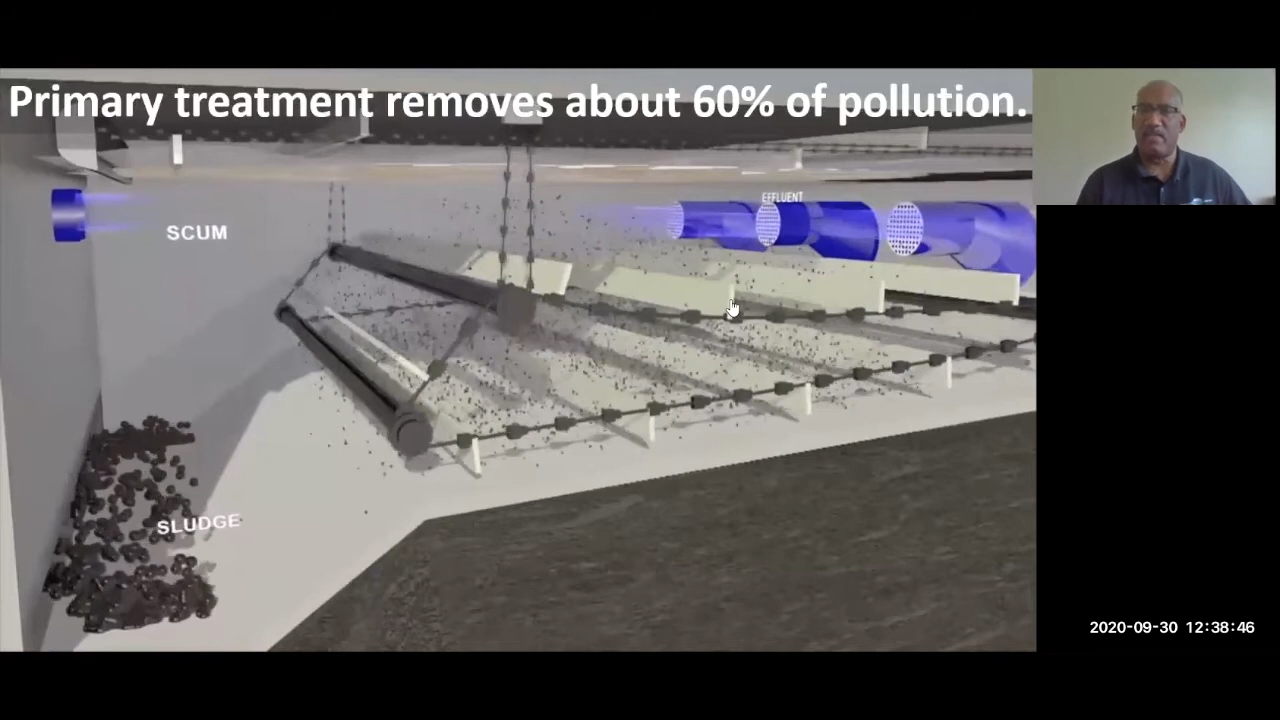 Primary treatment removes about 60% of pollution.
EFFLUENT
SCUM
SLUDGE
2020-09-30 12:38:46